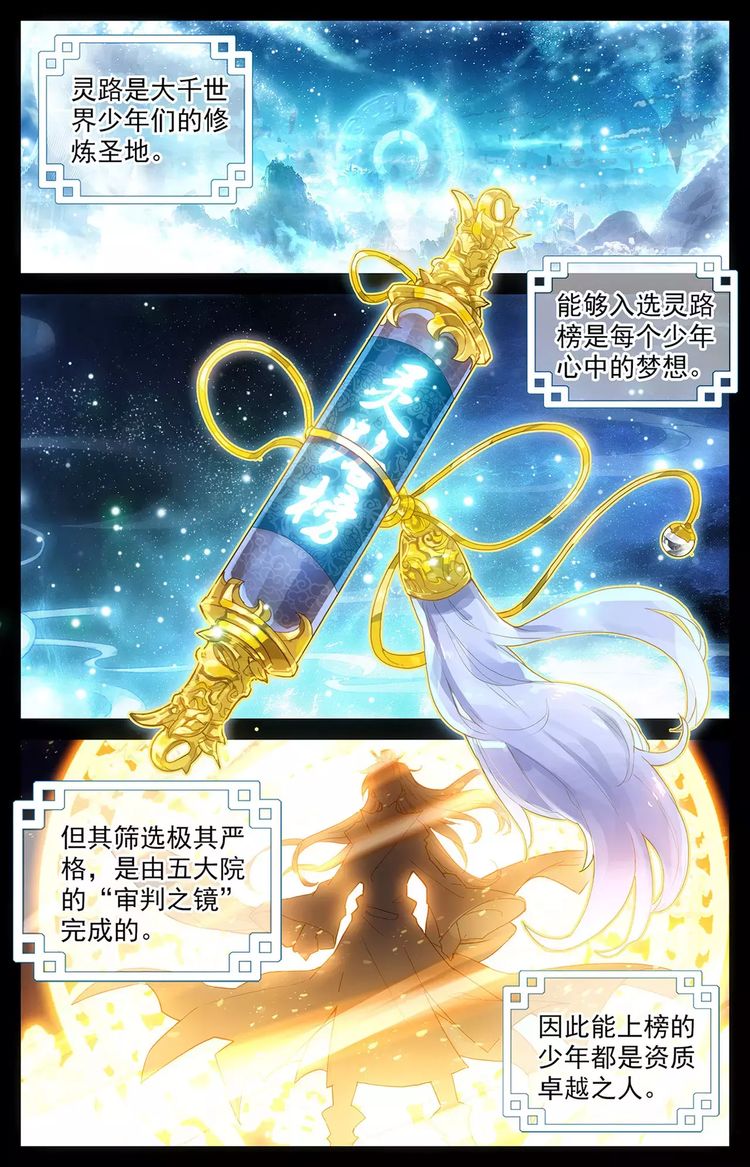 灵路是大千世
界少年们的修
炼圣地。
能够入选灵路
榜是每个少年
心中的梦想。
灵路榜
但其筛选极其严
格，是由五大院
的“审判之镜”
完成的。
因此能上榜的
少年都是资质
卓越之人。